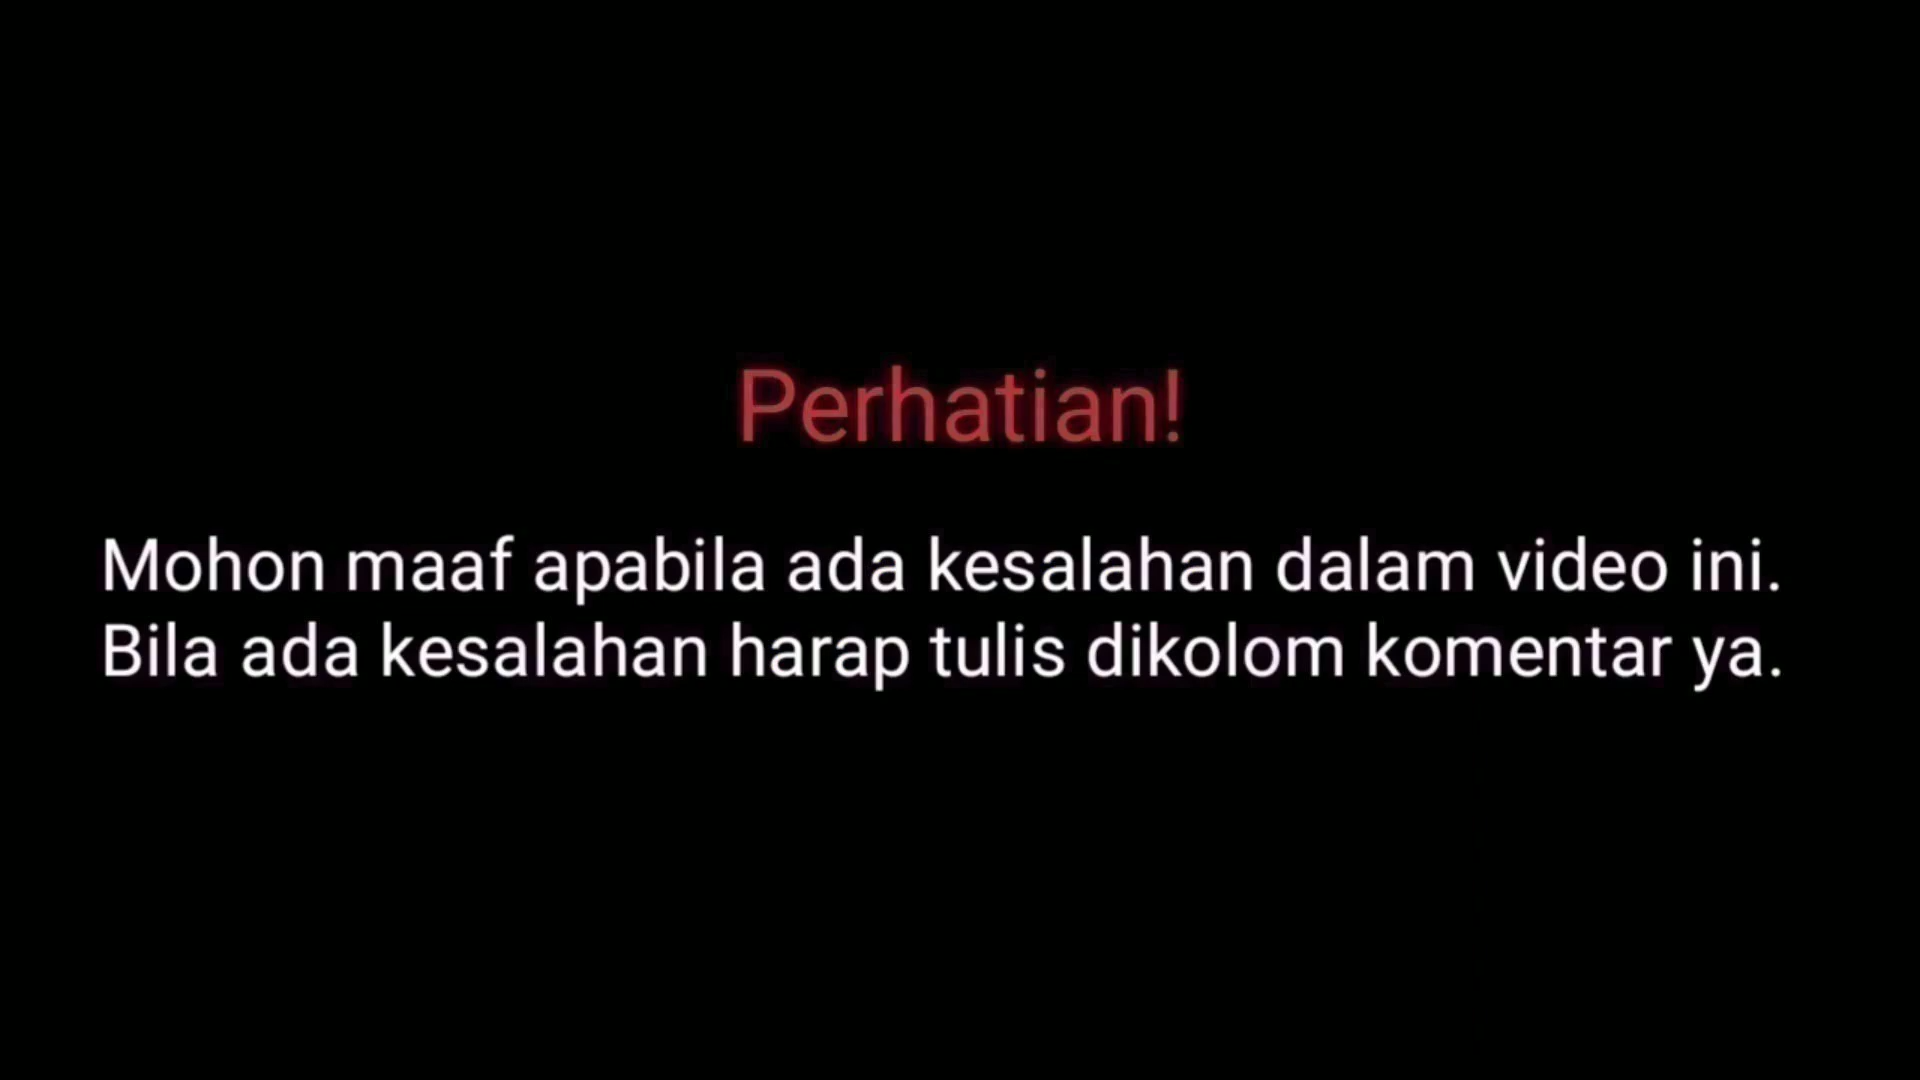 Perhatian!
Mohon maaf apabila ada kesalahan dalam video ini.
Bila ada kesalahan harap tulis dikolom komentar ya.